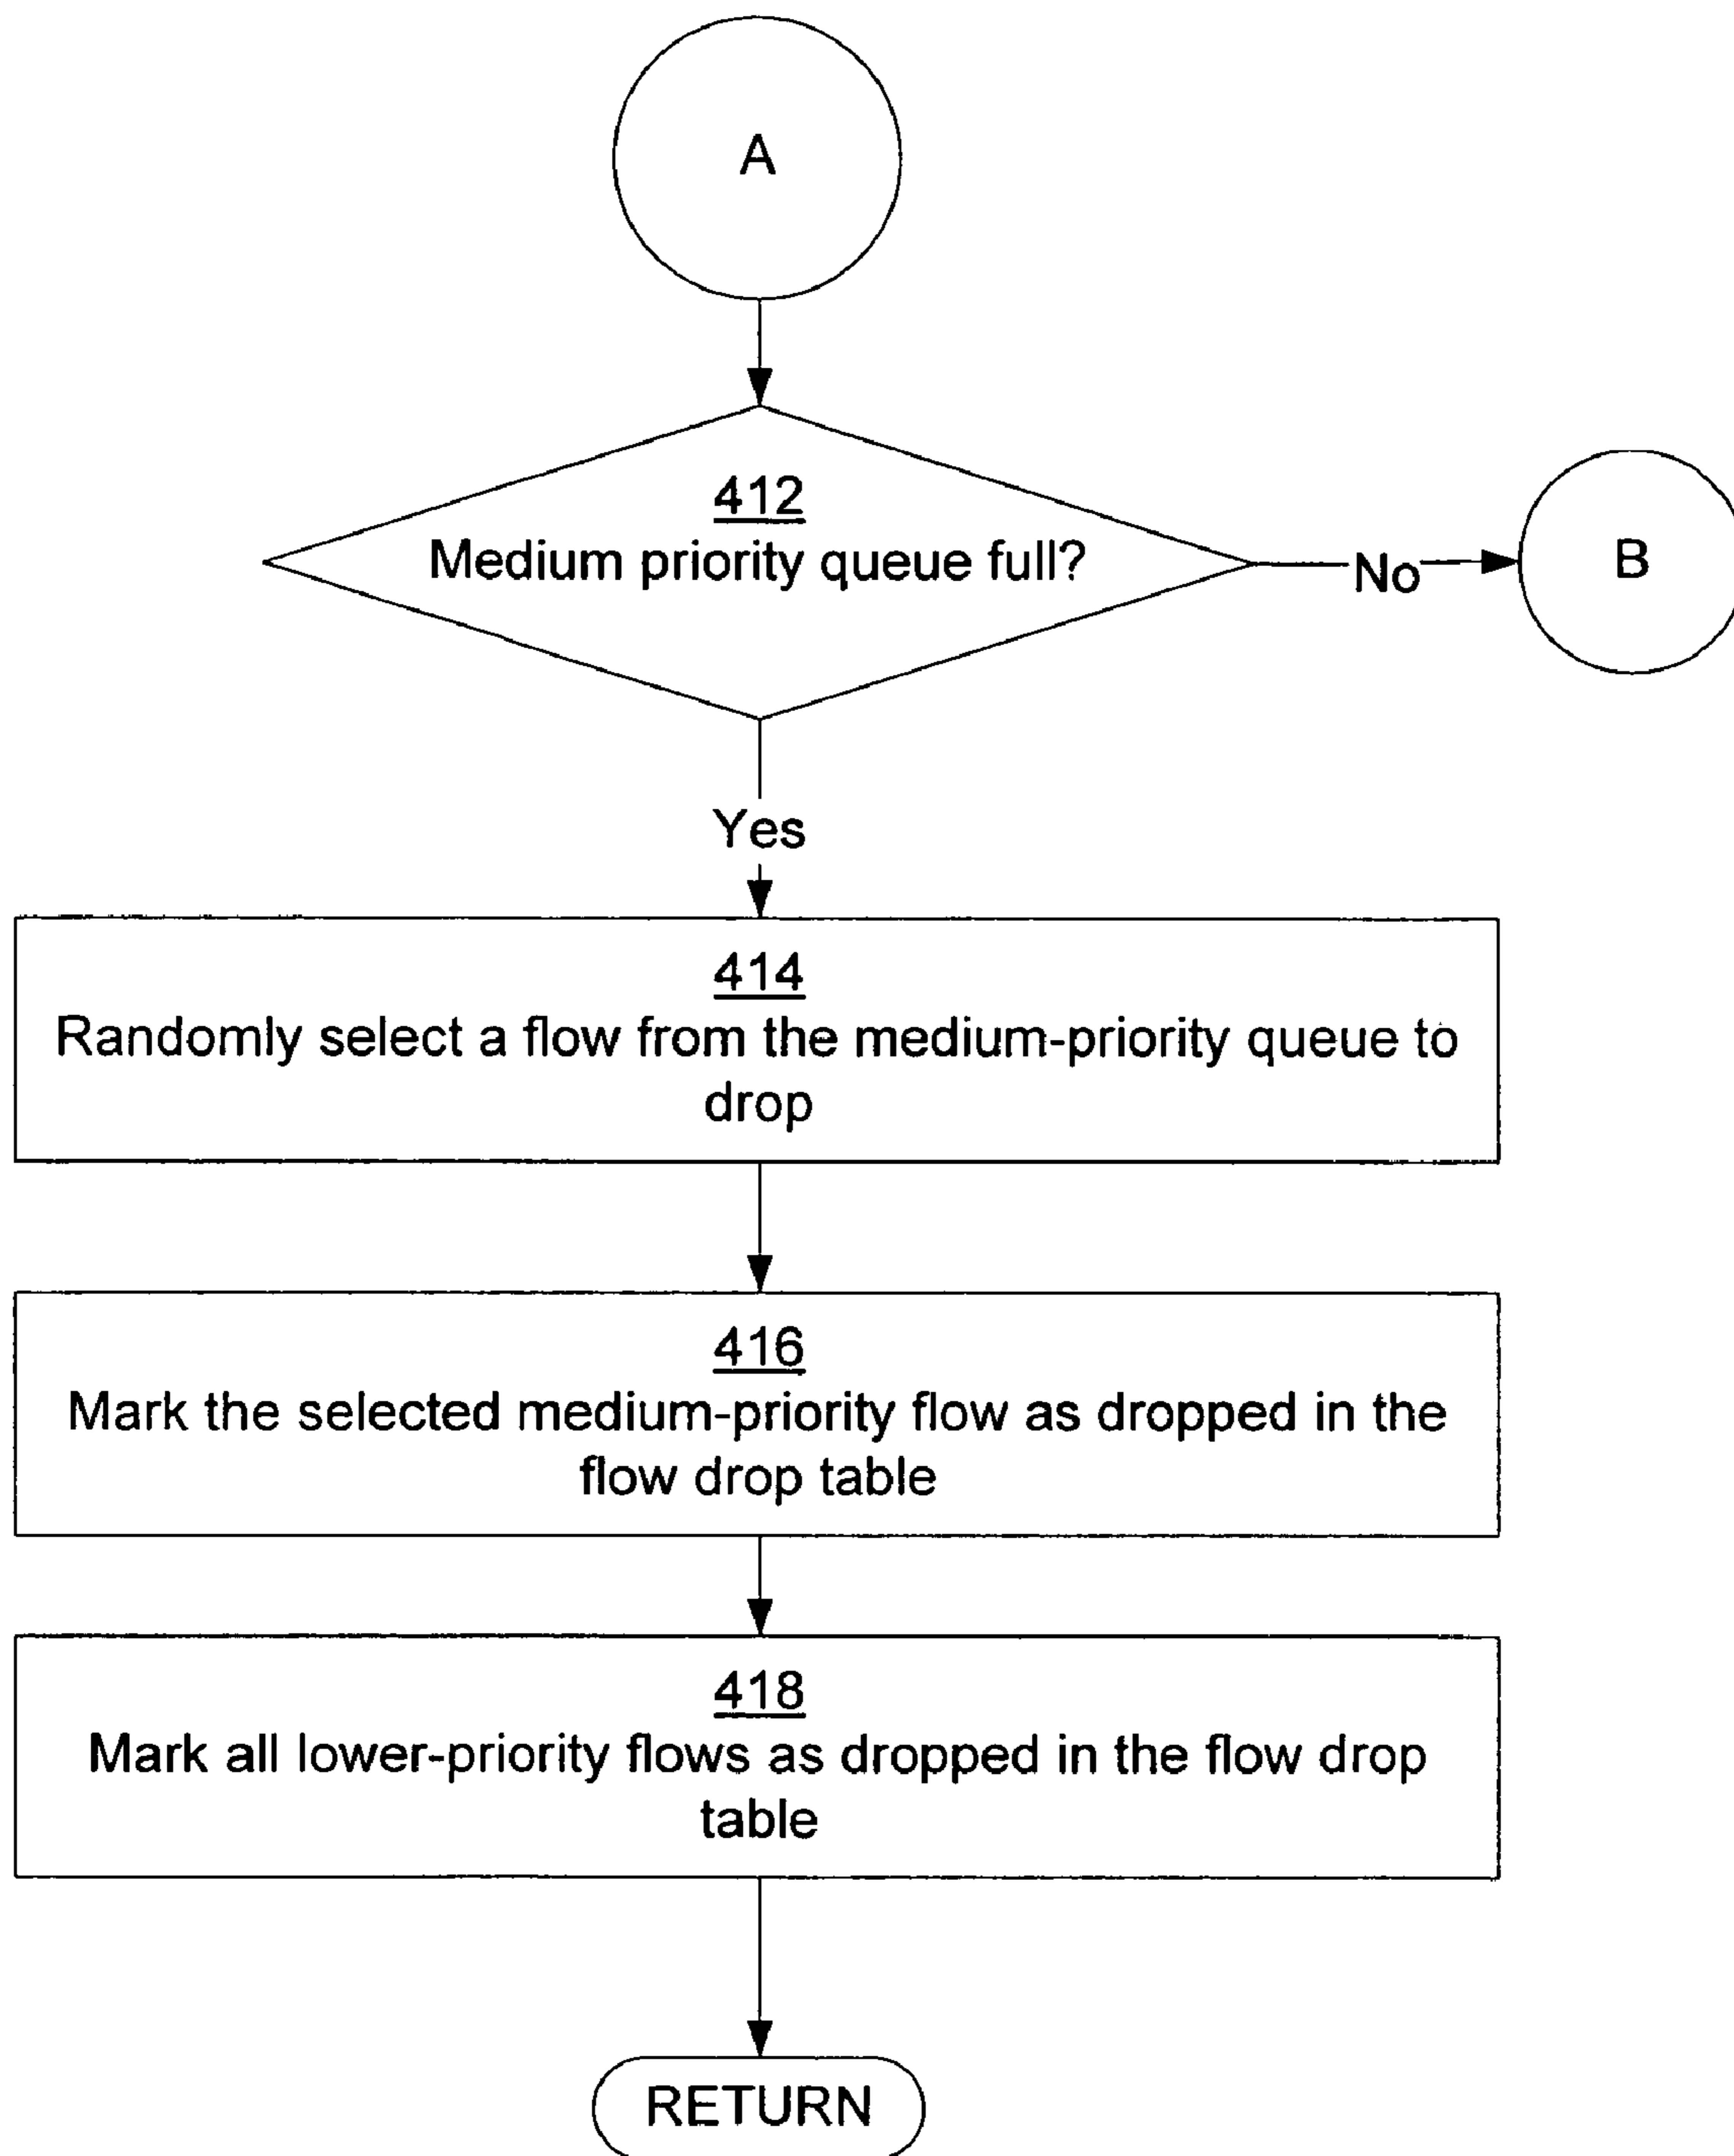 A
412
Medium priority queue full?
No
B
Yes
414
Randomly select a flow from the medium-priority queue to
drop
416
Mark the selected medium-priority flow as dropped in the
flow drop table
418
Mark all lower-priority flows as dropped in the flow drop
table
RETURN